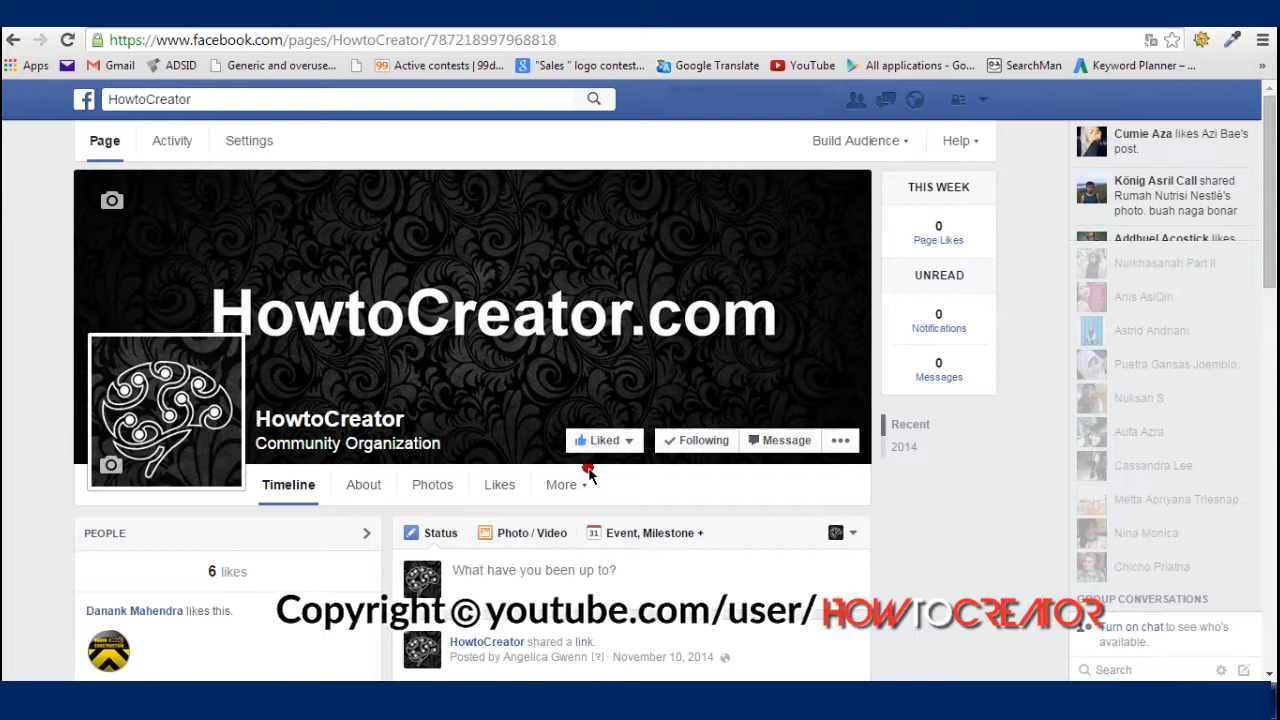 https://www.facebook.com/pages/HowtoCreator/787218997968818
Apps
Gmail
ADSID
Generic and overuse...
Active contests | 99d...
"Sales " logo contest...
Google Translate
YouTube
All applications - Go...
SearchMan
Keyword Planner – ...
»
HowtoCreator
Page
Activity
Settings
Build Audience
Help
HowtoCreator.com
HowtoCreator
Community Organization
Liked
Following
Message
Timeline
About
Photos
Likes
More
THIS WEEK
0
Page Likes
UNREAD
0
Notifications
0
Messages
Recent
2014
Cumie Aza likes Azi Bae's
post.
König Asril Call shared
Rumah Nutrisi Nestlé's
photo. buah naga bonar
Addhuel Acostick likes
Nurkhasanah Part II
Anis AsiQin
Astrid Andriani.
Puetra Gansas Joemblo.
Nuksan S
Aufa Azra
Cassandra Lee
Metta Apriyana Triesnap
Nina Monica
Chicho Priatna
GROUP CONVERSATIONS
Turn on chat to see who's
available.
Search
PEOPLE
6 likes
Danank Mahendra likes this.
Status
Photo / Video
31
Event, Milestone +
What have you been up to?
HowtoCreator shared a link.
Posted by Angelica Gwenn [?] · November 10, 2014
Copyright © youtube.com/user/HOWTOCREATOR